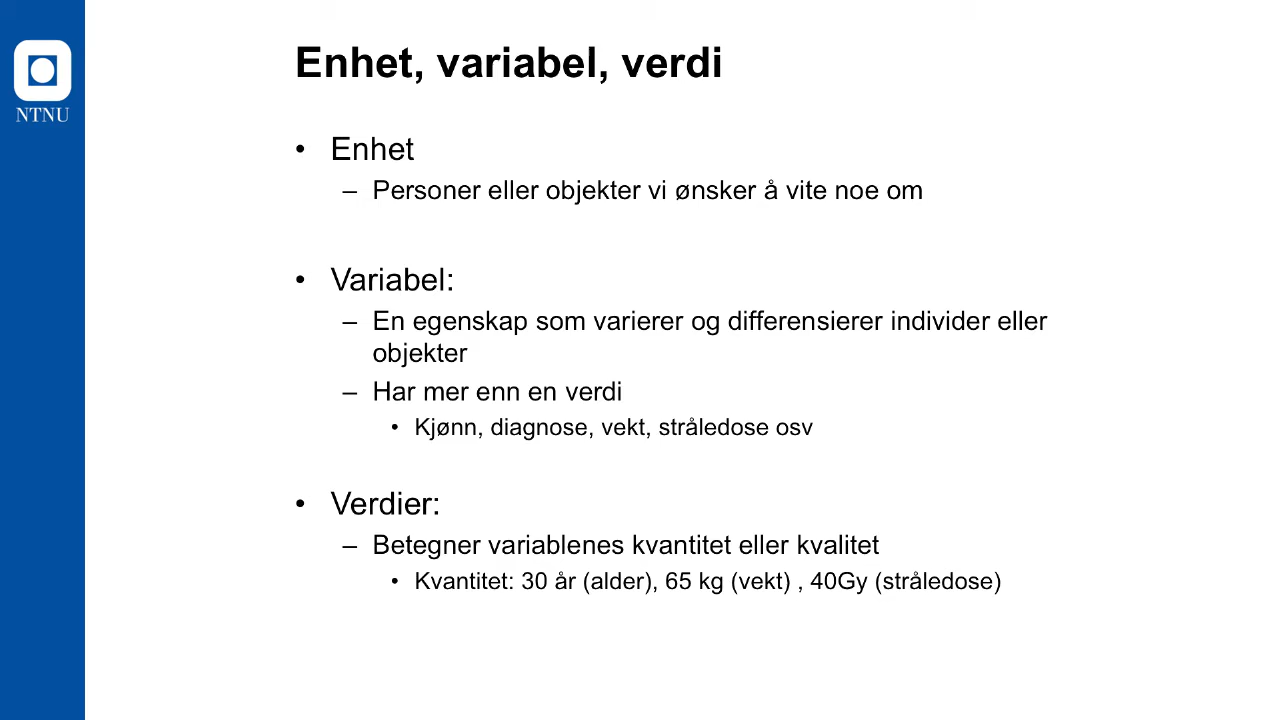 NTNU
Enhet, variabel, verdi
• Enhet
– Personer eller objekter vi ønsker å vite noe om
• Variabel:
– En egenskap som varierer og differensierer individer eller
objekter
– Har mer enn en verdi
• Kjønn, diagnose, vekt, stråledose osv
• Verdier:
– Betegner variablenes kvantitet eller kvalitet
• Kvantitet: 30 år (alder), 65 kg (vekt) , 40Gy (stråledose)